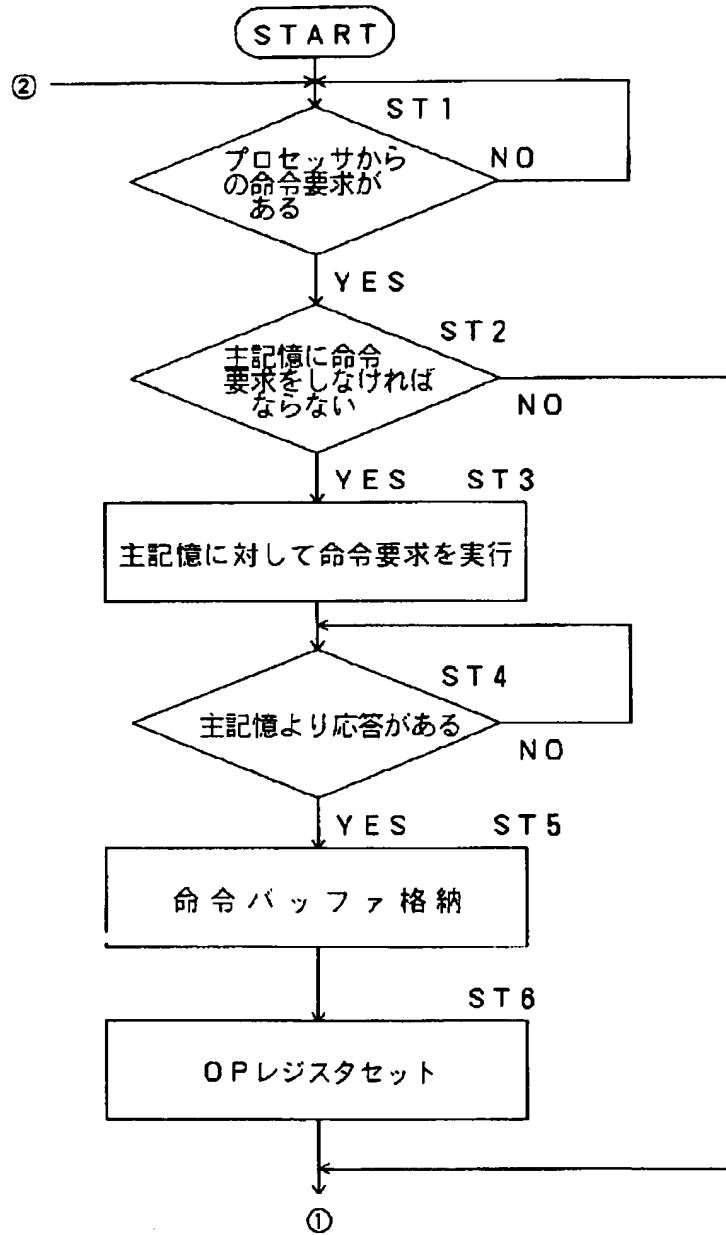 START
②
ST1
プロセッサから
の命令要求が
ある
NO
YES
ST2
主記憶に命令
要求をしなければ
ならない
NO
YES
ST3
主記憶に対して命令要求を実行
ST4
主記憶より応答がある
NO
YES
ST5
命令バッファ格納
ST6
OPレジスタセット
①